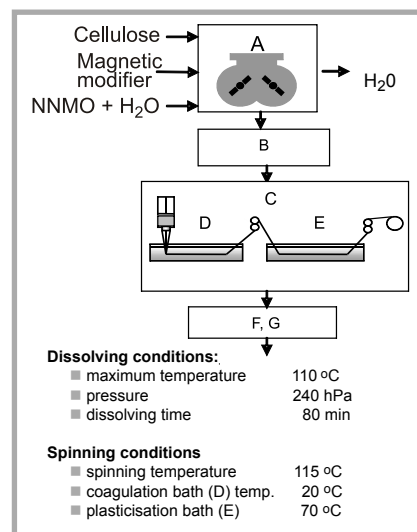 Cellulose
A
Magnetic
modifier
H₂0
NNMO + H₂O
B
C
D E
F, G
Dissolving conditions:
maximum temperature 110 ºC
pressure 240 hPa
dissolving time 80 min
Spinning conditions
spinning temperature 115 ºC
coagulation bath (D) temp. 20 ºC
plasticisation bath (E) 70 ºC